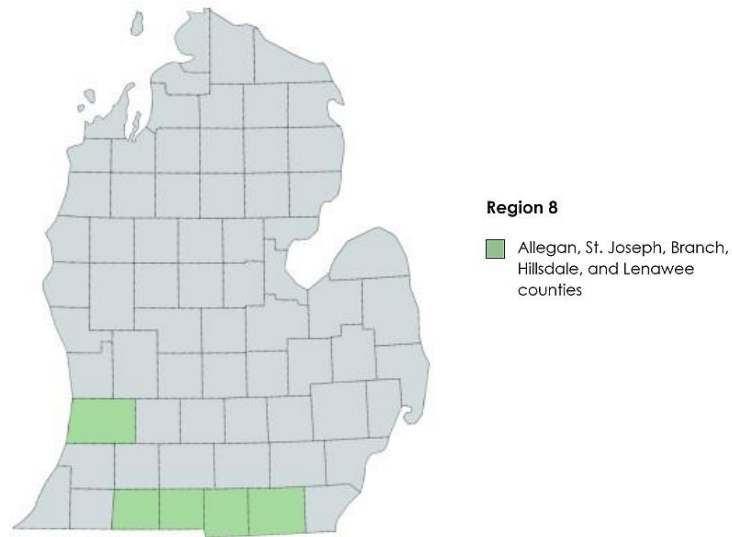 Region 8
Allegan, St. Joseph, Branch,
Hillsdale, and Lenawee
counties